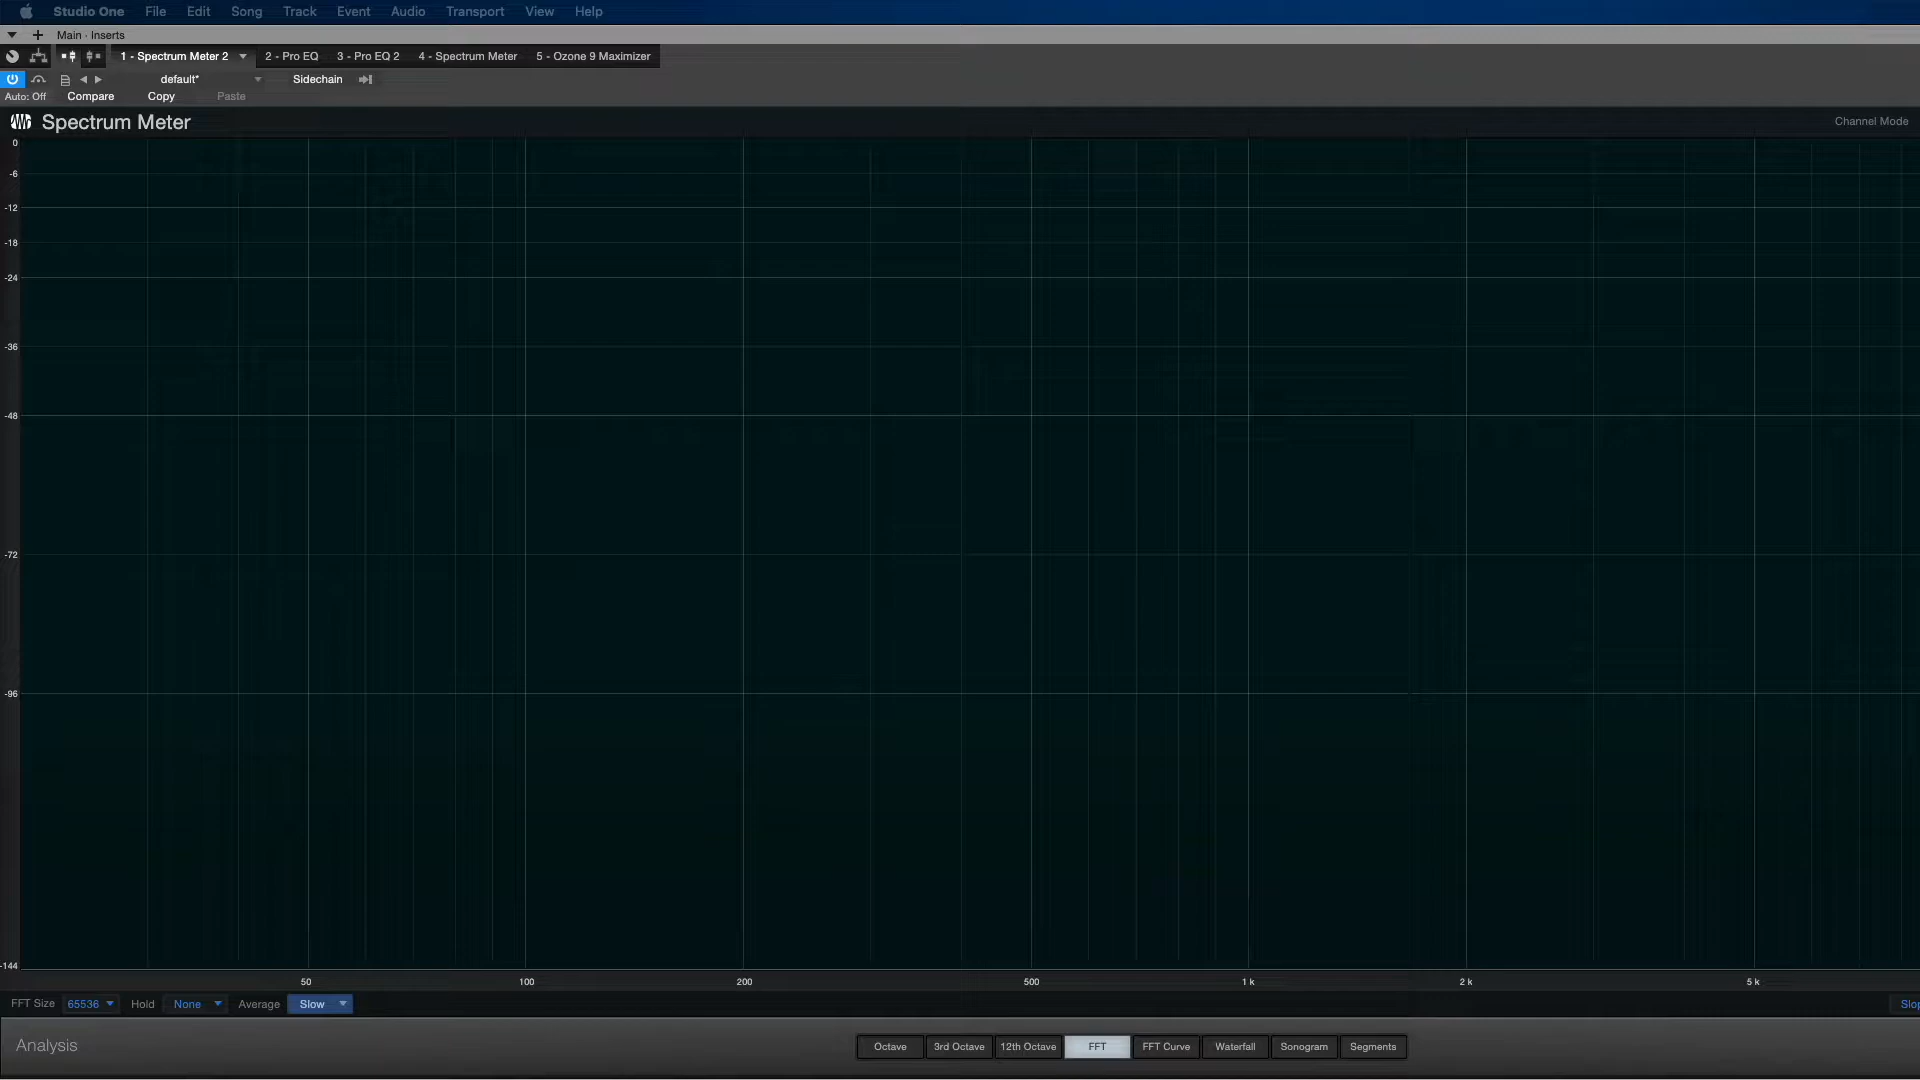 Studio One File Edit Song Track Event Audio Transport View Help
Main · Inserts
1 - Spectrum Meter 2 2 - Pro EQ 3 - Pro EQ 2 4 - Spectrum Meter 5 - Ozone 9 Maximizer
default* Sidechain
Auto: Off Compare Copy Paste
Spectrum Meter Channel Mode
0
-6
-12
-18
-24
-36
-48
-72
-96
-144
50 100 200 500 1 k 2 k 5 k
FFT Size 65536 Hold None Average Slow Slop
Analysis Octave 3rd Octave 12th Octave FFT FFT Curve Waterfall Sonogram Segments